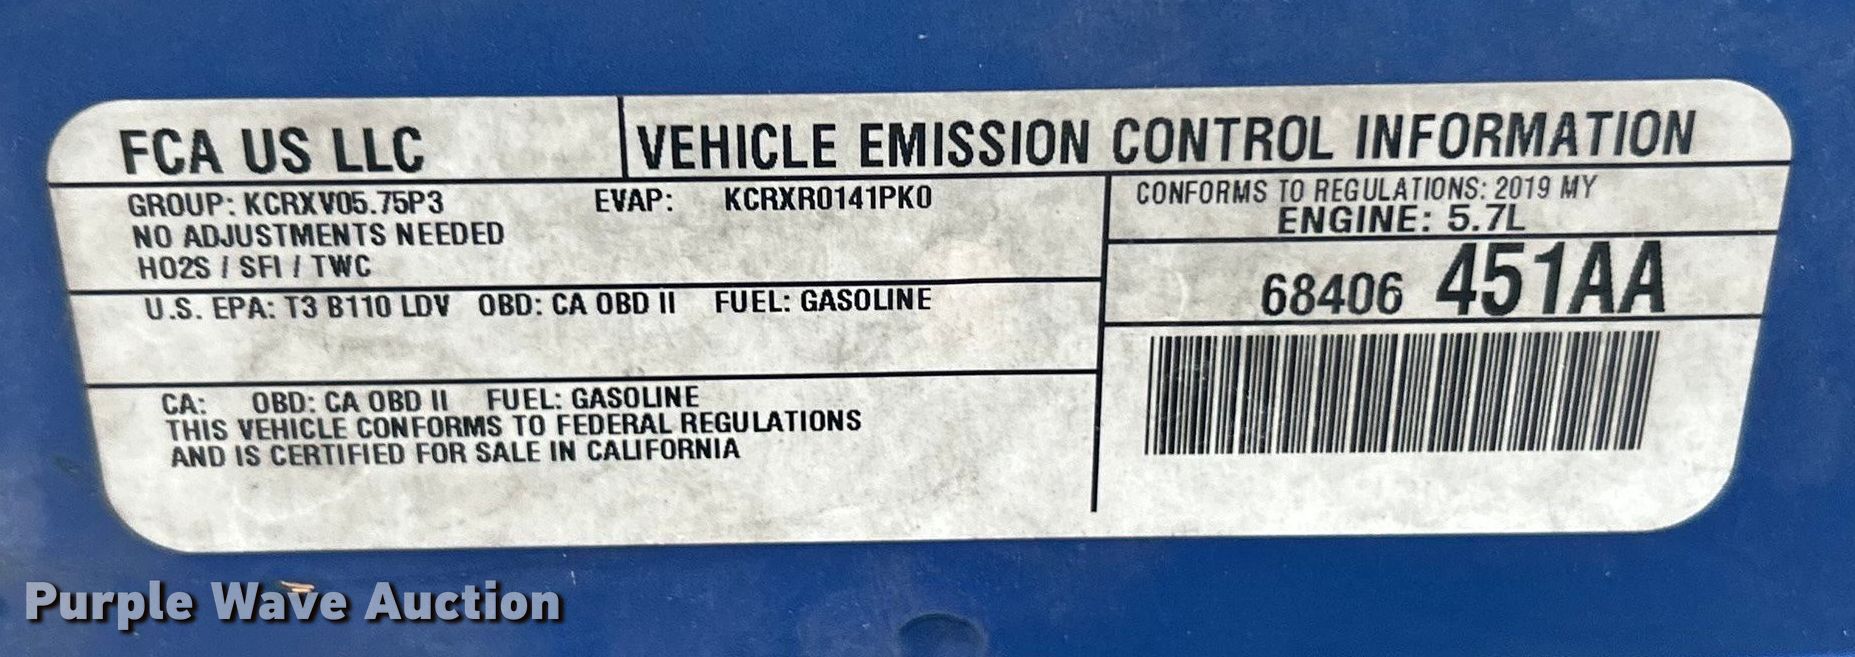 FCA US LLC
VEHICLE EMISSION CONTROL INFORMATION
GROUP: KCRXV05.75P3 EVAP: KCRXR0141PK0
NO ADJUSTMENTS NEEDED
HO2S / SFI / TWC
CONFORMS TO REGULATIONS: 2019 MY
ENGINE: 5.7L
68406 451AA
U.S. EPA: T3 B110 LDV OBD: CA OBD II FUEL: GASOLINE
CA: OBD: CA OBD II FUEL: GASOLINE
THIS VEHICLE CONFORMS TO FEDERAL REGULATIONS
AND IS CERTIFIED FOR SALE IN CALIFORNIA
Purple Wave Auction